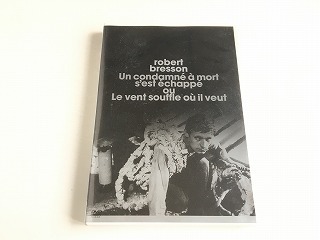 robert
bresson
Un condamné à mort
s'est échappé
ou
Le vent souffle où il veut